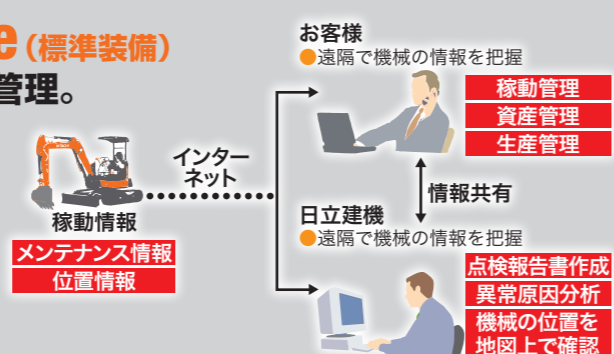 e（標準装備）
管理。
稼動情報
メンテナンス情報
位置情報
インター
ネット
お客様
●遠隔で機械の情報を把握
稼動管理
資産管理
生産管理
情報共有
日立建機
●遠隔で機械の情報を把握
点検報告書作成
異常原因分析
機械の位置を
地図上で確認